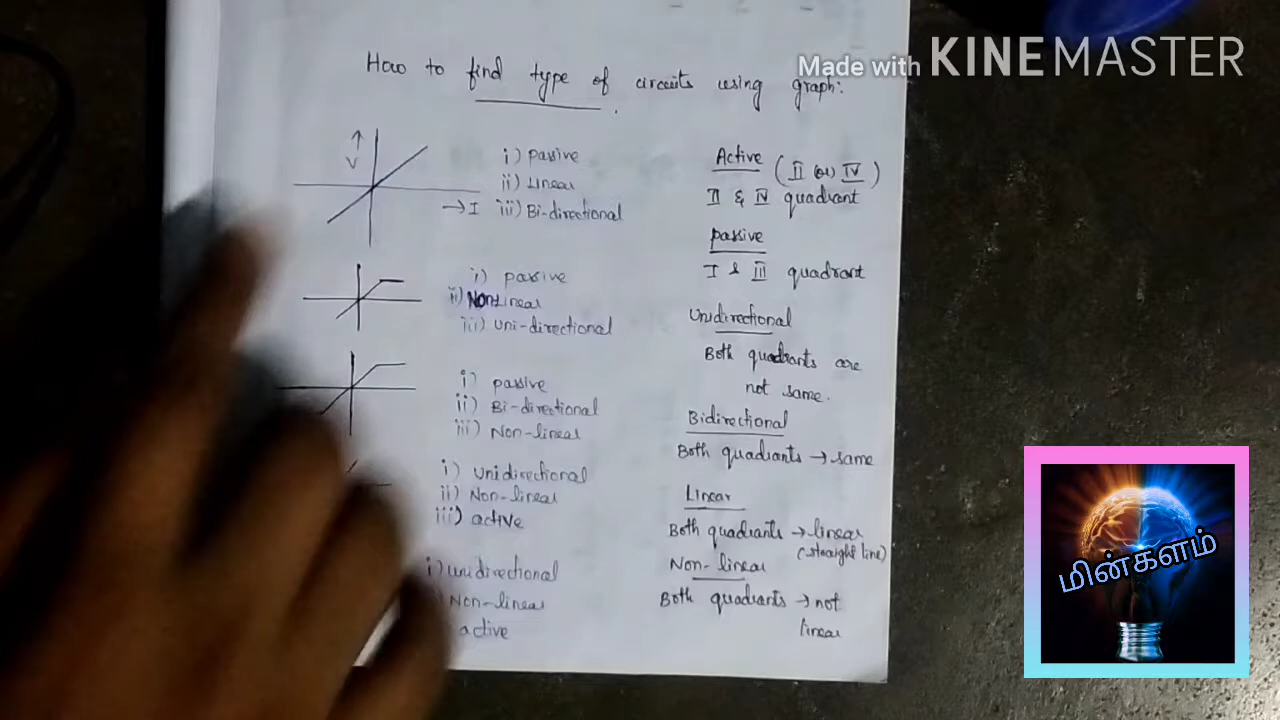 Made with KINEMASTER
How to find type of circuits using graph:
↑
V
→ I
i) Passive
ii) Linear
iii) Bi-directional
i) passive
ii) Non-Linear
iii) Uni-directional
i) passive
ii) Bi-directional
iii) Non-linear
i) Unidirectional
ii) Non-linear
iii) active
i) Unidirectional
Non-linear
active
Active (II (or) IV)
II & IV quadrant
Passive
I & III quadrant
Unidirectional
Both quadrants are
not same.
Bidirectional
Both quadrants → same
Linear
Both quadrants → linear
(straight line)
Non-linear
Both quadrants → not
linear
மின்களம்